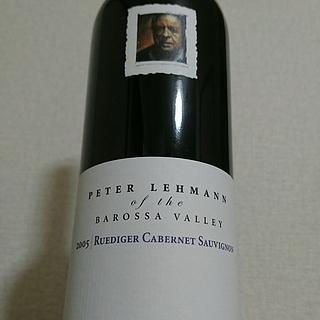 PETER LEHMANN
of the
BAROSSA VALLEY
2005 RUEDIGER CABERNET SAUVIGNON